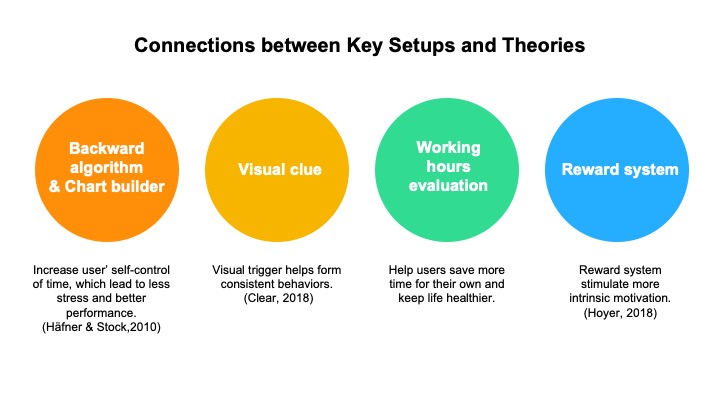 Connections between Key Setups and Theories
Backward
algorithm
& Chart builder
Visual clue
Working
hours
evaluation
Reward system
Increase user’ self-control
of time, which lead to less
stress and better
performance.
(Häfner & Stock,2010)
Visual trigger helps form
consistent behaviors.
(Clear, 2018)
Help users save more
time for their own and
keep life healthier.
Reward system
stimulate more
intrinsic motivation.
(Hoyer, 2018)